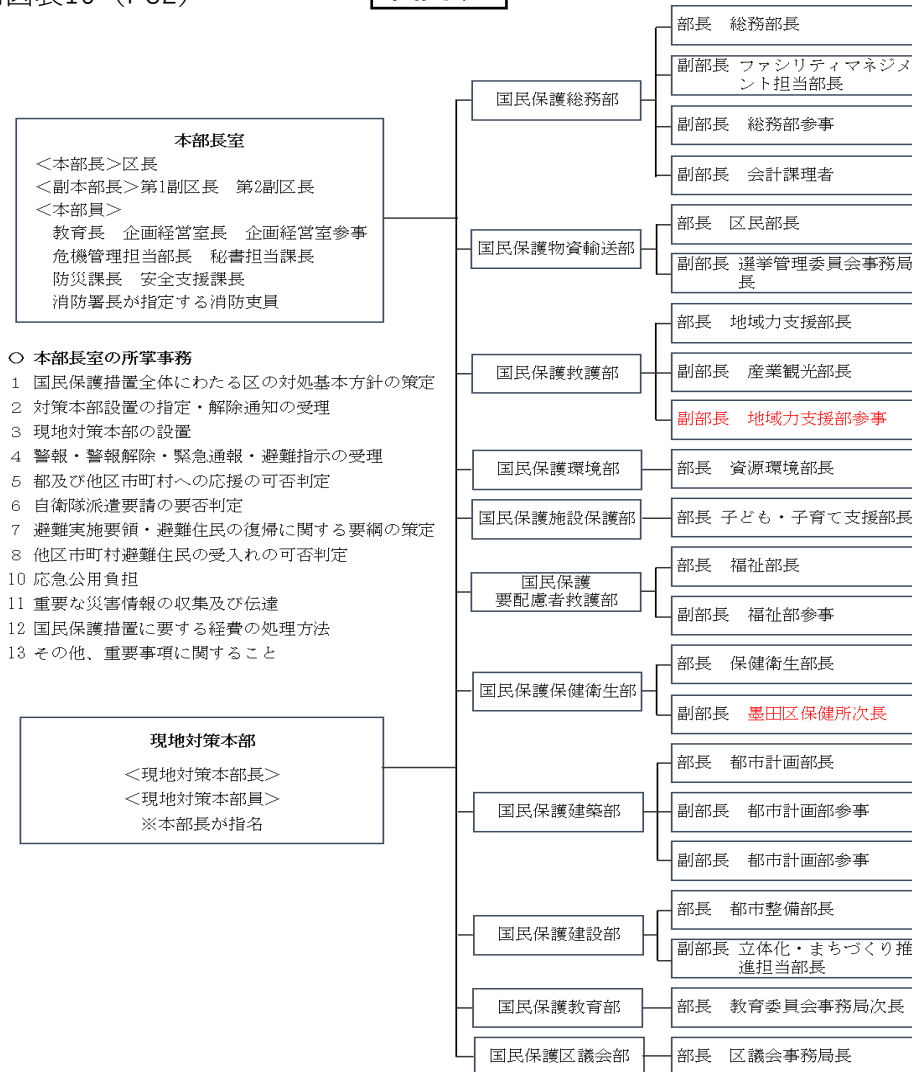 図表10 (P32)
本部長室
＜本部長＞区長
＜副本部長＞第1副区長　第2副区長
＜本部員＞
教育長　企画経営室長　企画経営室参事
危機管理担当部長　秘書担当課長
防災課長　安全支援課長
消防署長が指定する消防吏員
○ 本部長室の所掌事務
1 国民保護措置全体にわたる区の対処基本方針の策定
2 対策本部設置の指定・解除通知の受理
3 現地対策本部の設置
4 警報・警報解除・緊急通報・避難指示の受理
5 都及び他区市町村への応援の可否判定
6 自衛隊派遣要請の要否判定
7 避難実施要領・避難住民の復帰に関する要綱の策定
8 他区市町村避難住民の受入れの可否判定
10 応急公用負担
11 重要な災害情報の収集及び伝達
12 国民保護措置に要する経費の処理方法
13 その他、重要事項に関すること
現地対策本部
＜現地対策本部長＞
＜現地対策本部員＞
※本部長が指名
国民保護総務部
部長　総務部長
副部長 ファシリティマネジメ
ント担当部長
副部長　総務部参事
副部長　会計課理者
国民保護物資輸送部
部長　区民部長
副部長 選挙管理委員会事務局
長
国民保護救護部
部長　地域力支援部長
副部長　産業観光部長
副部長　地域力支援部参事
国民保護環境部
部長　資源環境部長
国民保護施設保護部
部長 子ども・子育て支援部長
国民保護
要配慮者救護部
部長　福祉部長
副部長　福祉部参事
国民保護保健衛生部
部長　保健衛生部長
副部長　墨田区保健所次長
国民保護建築部
部長　都市計画部長
副部長　都市計画部参事
副部長　都市計画部参事
国民保護建設部
部長　都市整備部長
副部長 立体化・まちづくり推
進担当部長
国民保護教育部
部長　教育委員会事務局次長
国民保護区議会部
部長　区議会事務局長